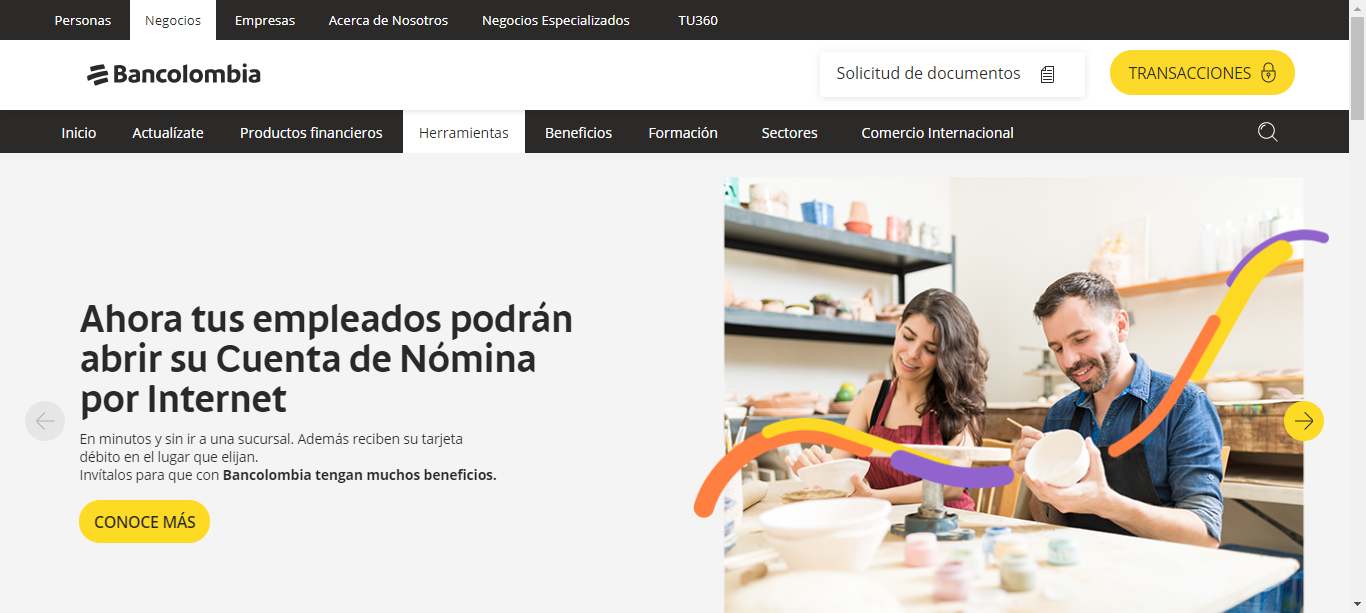 Personas Negocios Empresas Acerca de Nosotros Negocios Especializados TU360
Bancolombia Solicitud de documentos TRANSACCIONES
Inicio Actualízate Productos financieros Herramientas Beneficios Formación Sectores Comercio Internacional
Ahora tus empleados podrán
abrir su Cuenta de Nómina
por Internet
En minutos y sin ir a una sucursal. Además reciben su tarjeta
débito en el lugar que elijan.
Invítalos para que con Bancolombia tengan muchos beneficios.
CONOCE MÁS